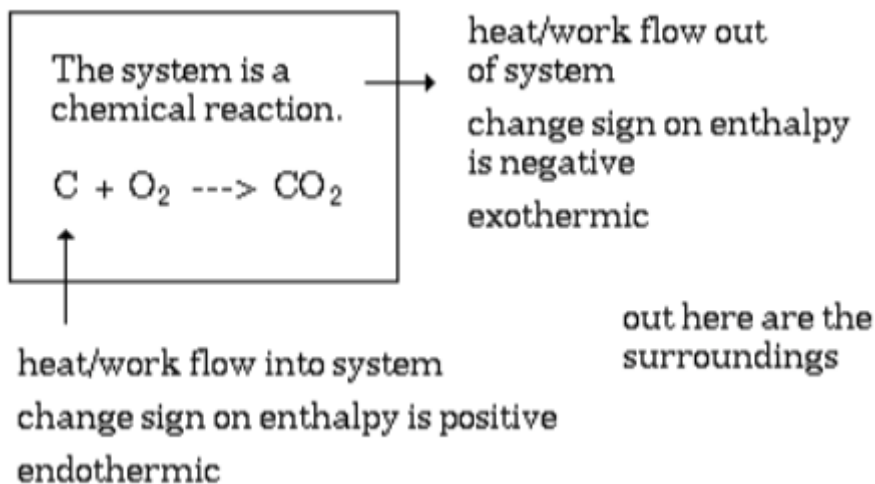 The system is a
chemical reaction.
C + O₂ ---> CO₂
heat/work flow out
of system
change sign on enthalpy
is negative
exothermic
out here are the
surroundings
heat/work flow into system
change sign on enthalpy is positive
endothermic